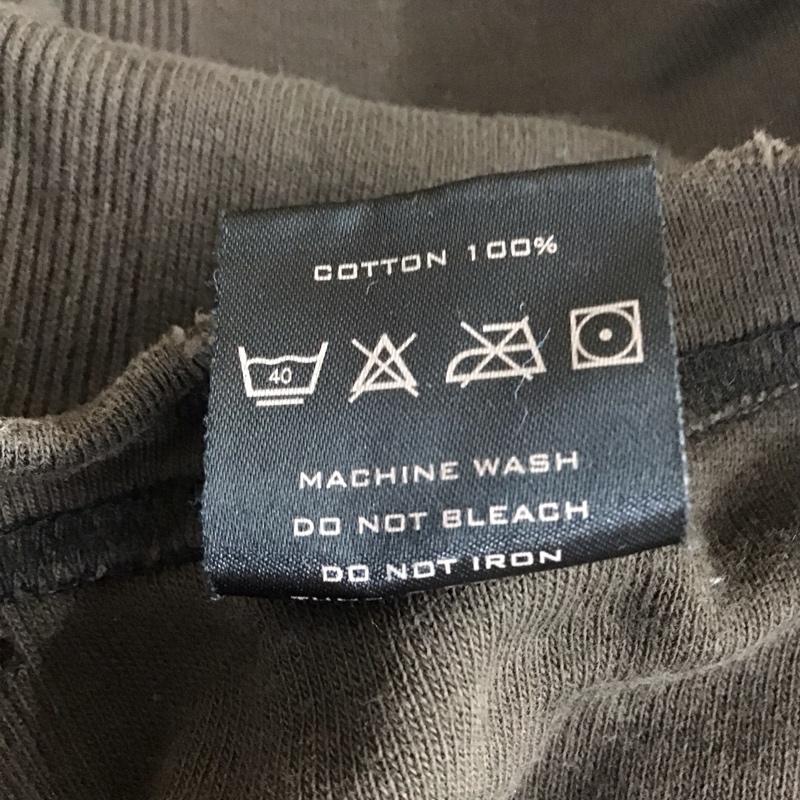 COTTON 100%
40
MACHINE WASH
DO NOT BLEACH
DO NOT IRON